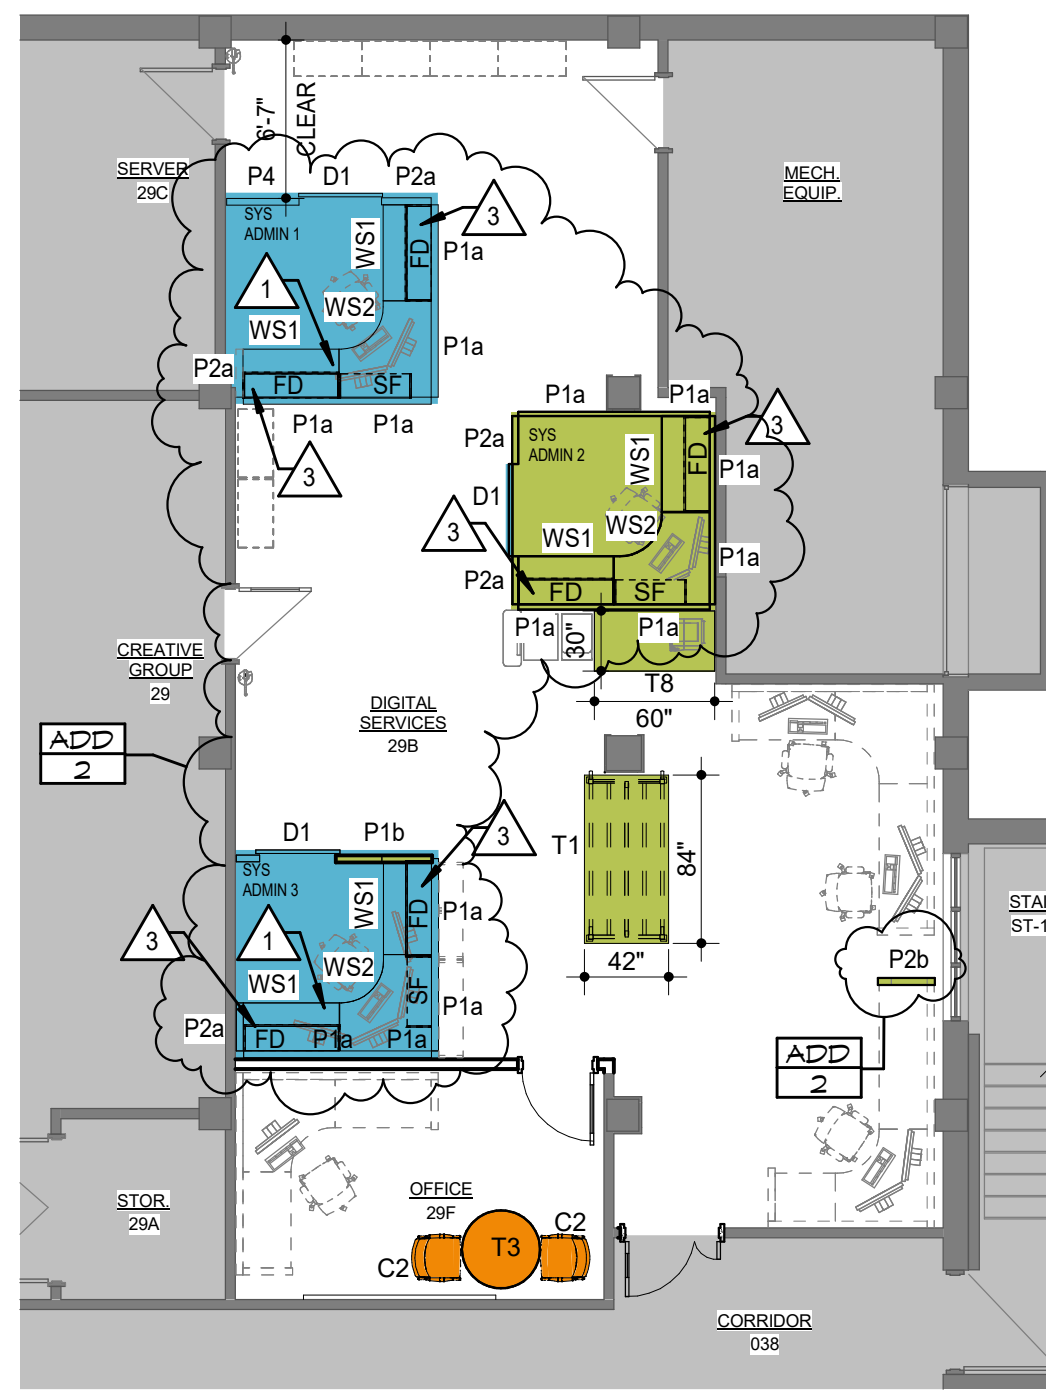 6'-7"
CLEAR
SERVER
29C
P4
D1
P2a
MECH.
EQUIP.
SYS
ADMIN 1
WS1
FD
3
P1a
1
WS2
WS1
P1a
P2a
FD
SF
P1a
P1a
3
P1a
P1a
3
P2a
SYS
ADMIN 2
WS1
FD
P1a
D1
3
WS2
WS1
P1a
P2a
FD
SF
P1a
30"
P1a
T8
60"
CREATIVE
GROUP
29
DIGITAL
SERVICES
29B
ADD
2
D1
P1b
3
T1
84"
42"
SYS
ADMIN 3
WS1
FD
P1a
3
1
WS2
WS1
SF
P1a
P2a
FD
P1a
P1a
STAI
ST-1
P2b
ADD
2
STOR.
29A
OFFICE
29F
C2
T3
C2
CORRIDOR
038